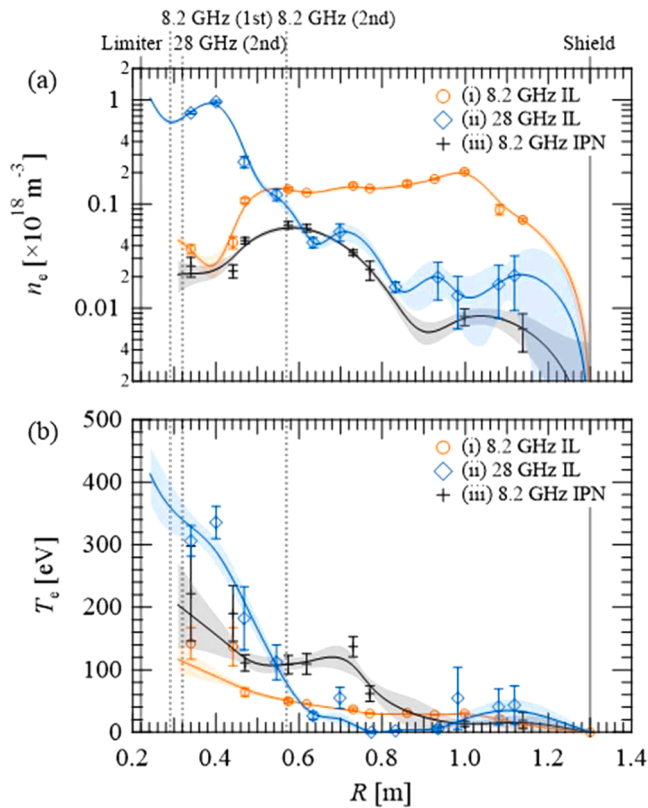 8.2 GHz (1st) 8.2 GHz (2nd)
Limiter 28 GHz (2nd) Shield
(a)
2
1
4
2
0.1
4
2
0.01
4
2
nₑ [×10¹⁸ m⁻³]
(i) 8.2 GHz IL
(ii) 28 GHz IL
(iii) 8.2 GHz IPN
(b)
500
400
300
200
100
0
Tₑ [eV]
(i) 8.2 GHz IL
(ii) 28 GHz IL
(iii) 8.2 GHz IPN
0.2 0.4 0.6 0.8 1.0 1.2 1.4
R [m]